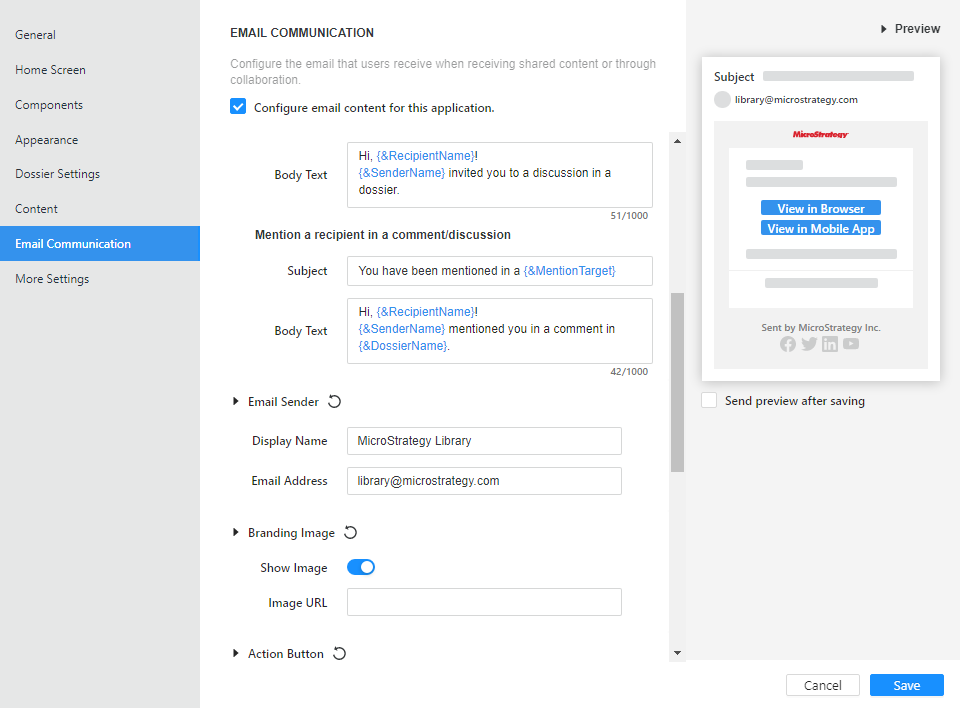 General
Home Screen
Components
Appearance
Dossier Settings
Content
Email Communication
More Settings
EMAIL COMMUNICATION
Configure the email that users receive when receiving shared content or through
collaboration.
Configure email content for this application.
Body Text
Hi, {&RecipientName}!
{&SenderName} invited you to a discussion in a
dossier.
51/1000
Mention a recipient in a comment/discussion
Subject
You have been mentioned in a {&MentionTarget}
Body Text
Hi, {&RecipientName}!
{&SenderName} mentioned you in a comment in
{&DossierName}.
42/1000
Email Sender
Display Name
MicroStrategy Library
Email Address
library@microstrategy.com
Branding Image
Show Image
Image URL
Action Button
Preview
Subject
library@microstrategy.com
MicroStrategy
View in Browser
View in Mobile App
Sent by MicroStrategy Inc.
Send preview after saving
Cancel
Save